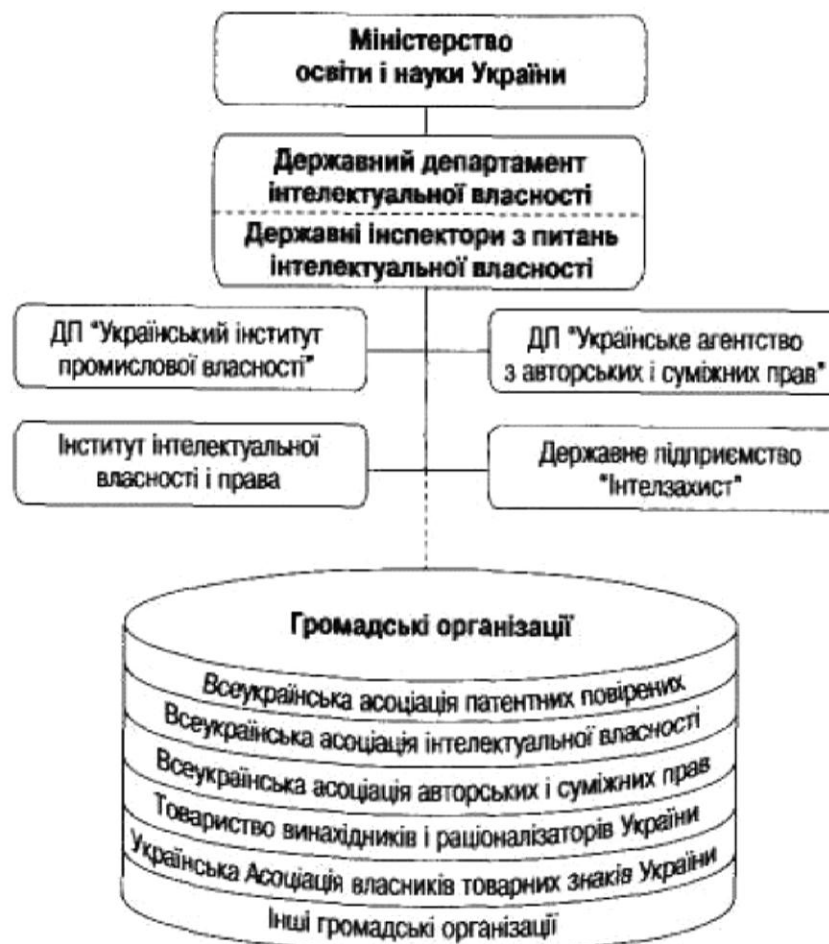 Міністерство
освіти і науки України
Державний департамент
інтелектуальної власності
Державні інспектори з питань
інтелектуальної власності
ДП "Український інститут
промислової власності"
ДП "Українське агентство
з авторських і суміжних прав"
Інститут інтелектуальної
власності і права
Державне підприємство
"Інтелзахист"
Громадські організації
Всеукраїнська асоціація патентних повірених
Всеукраїнська асоціація інтелектуальної власності
Всеукраїнська асоціація авторських і суміжних прав
Товариство винахідників і раціоналізаторів України
Українська Асоціація власників товарних знаків України
Інші громадські організації